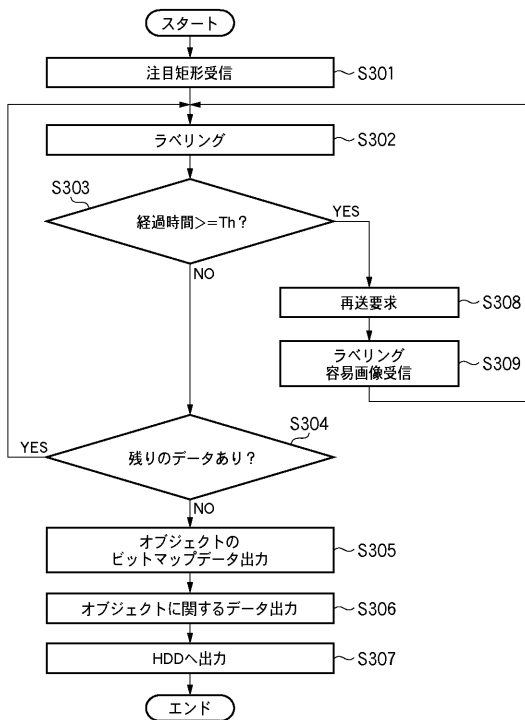 スタート
注目矩形受信
S301
ラベリング
S302
S303
経過時間>=Th?
YES
NO
再送要求
S308
ラベリング
容易画像受信
S309
S304
残りのデータあり?
YES
NO
オブジェクトの
ビットマップデータ出力
S305
オブジェクトに関するデータ出力
S306
HDDへ出力
S307
エンド